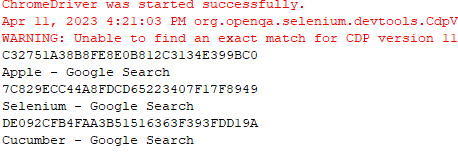 ChromeDriver was started successfully.
Apr 11, 2023 4:21:03 PM org.openqa.selenium.devtools.CdpV
WARNING: Unable to find an exact match for CDP version 11
C32751A38B8FE8E0B812C3134E399BC0
Apple - Google Search
7C829ECC44A8FDCD65223407F17F8949
Selenium - Google Search
DE092CFB4FAA3B51516363F393FDD19A
Cucumber - Google Search